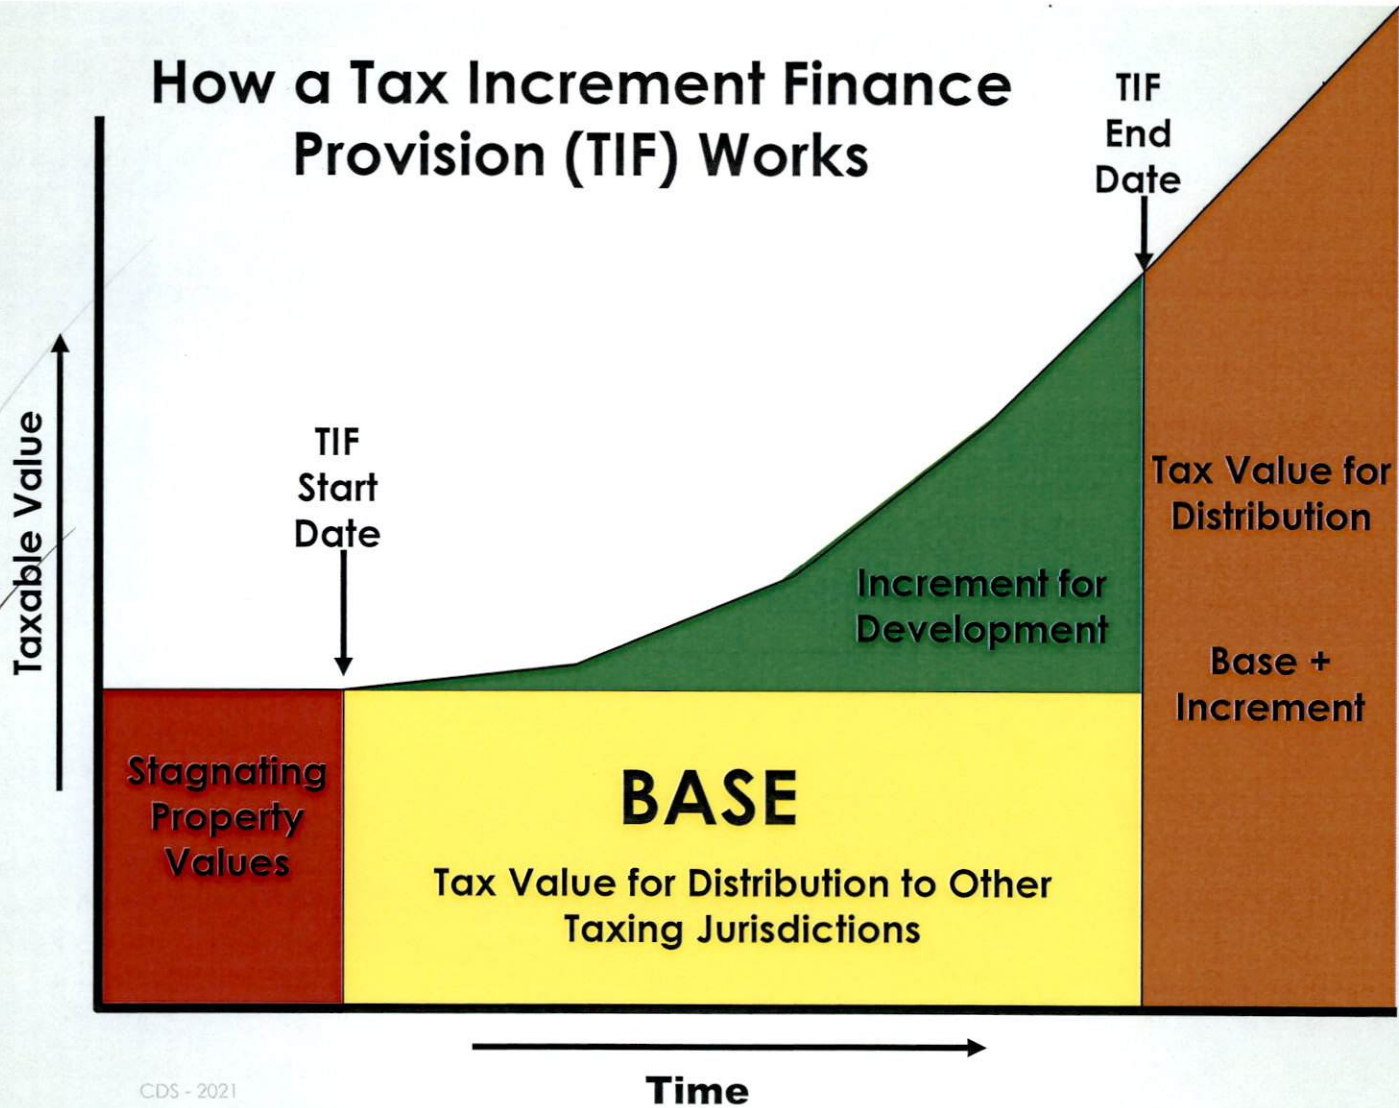 How a Tax Increment Finance
Provision (TIF) Works
TIF
End
Date
TIF
Start
Date
Taxable Value
Tax Value for
Distribution
Increment for
Development
Base +
Increment
Stagnating
Property
Values
BASE
Tax Value for Distribution to Other
Taxing Jurisdictions
Time
CDS - 2021